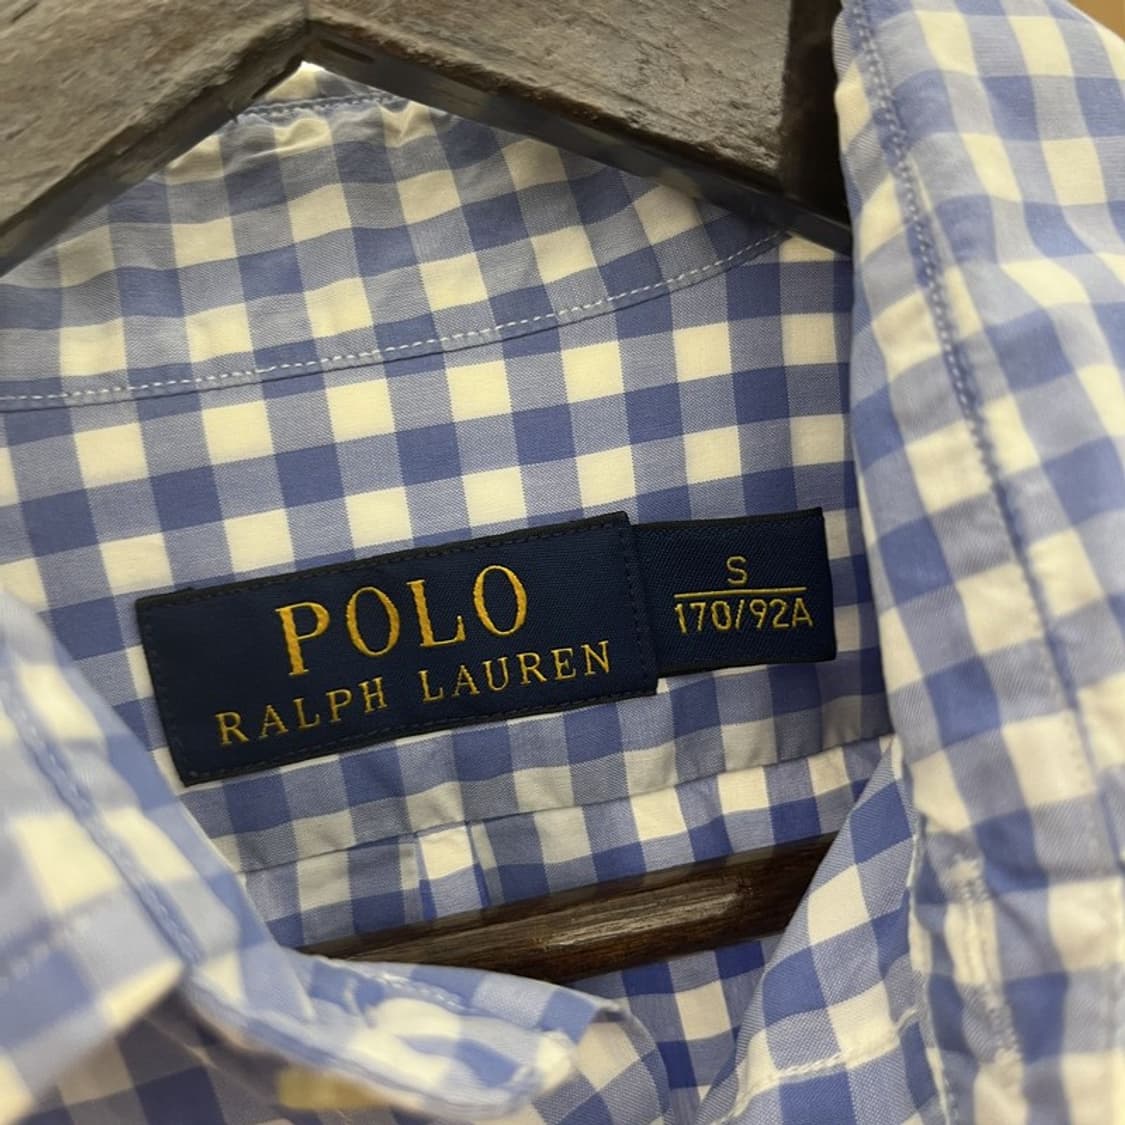 POLO
RALPH LAUREN
S
170/92A